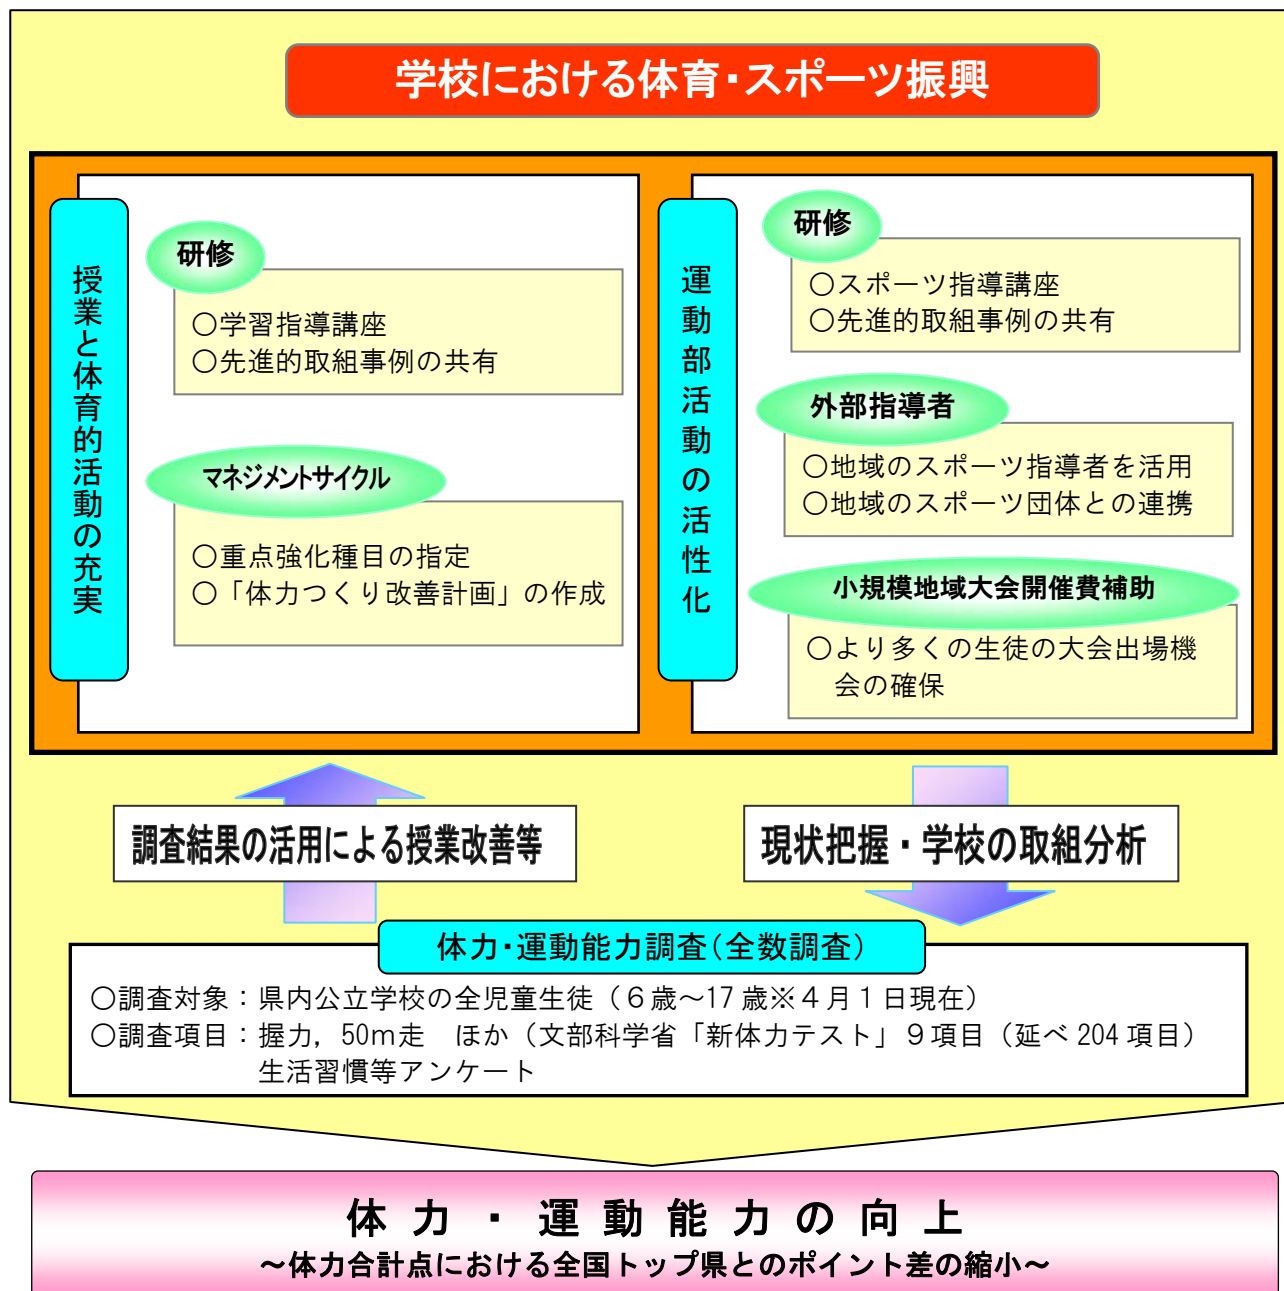 学校における体育・スポーツ振興
授業と体育的活動の充実
研修
○学習指導講座
○先進的取組事例の共有
マネジメントサイクル
○重点強化種目の指定
○「体力つくり改善計画」の作成
運動部活動の活性化
研修
○スポーツ指導講座
○先進的取組事例の共有
外部指導者
○地域のスポーツ指導者を活用
○地域のスポーツ団体との連携
小規模地域大会開催費補助
○より多くの生徒の大会出場機
会の確保
調査結果の活用による授業改善等
現状把握・学校の取組分析
体力・運動能力調査(全数調査)
○調査対象：県内公立学校の全児童生徒（６歳～17歳※４月１日現在）
○調査項目：握力，50ｍ走　ほか（文部科学省「新体力テスト」９項目（延べ204項目）
生活習慣等アンケート
体力・運動能力の向上
～体力合計点における全国トップ県とのポイント差の縮小～